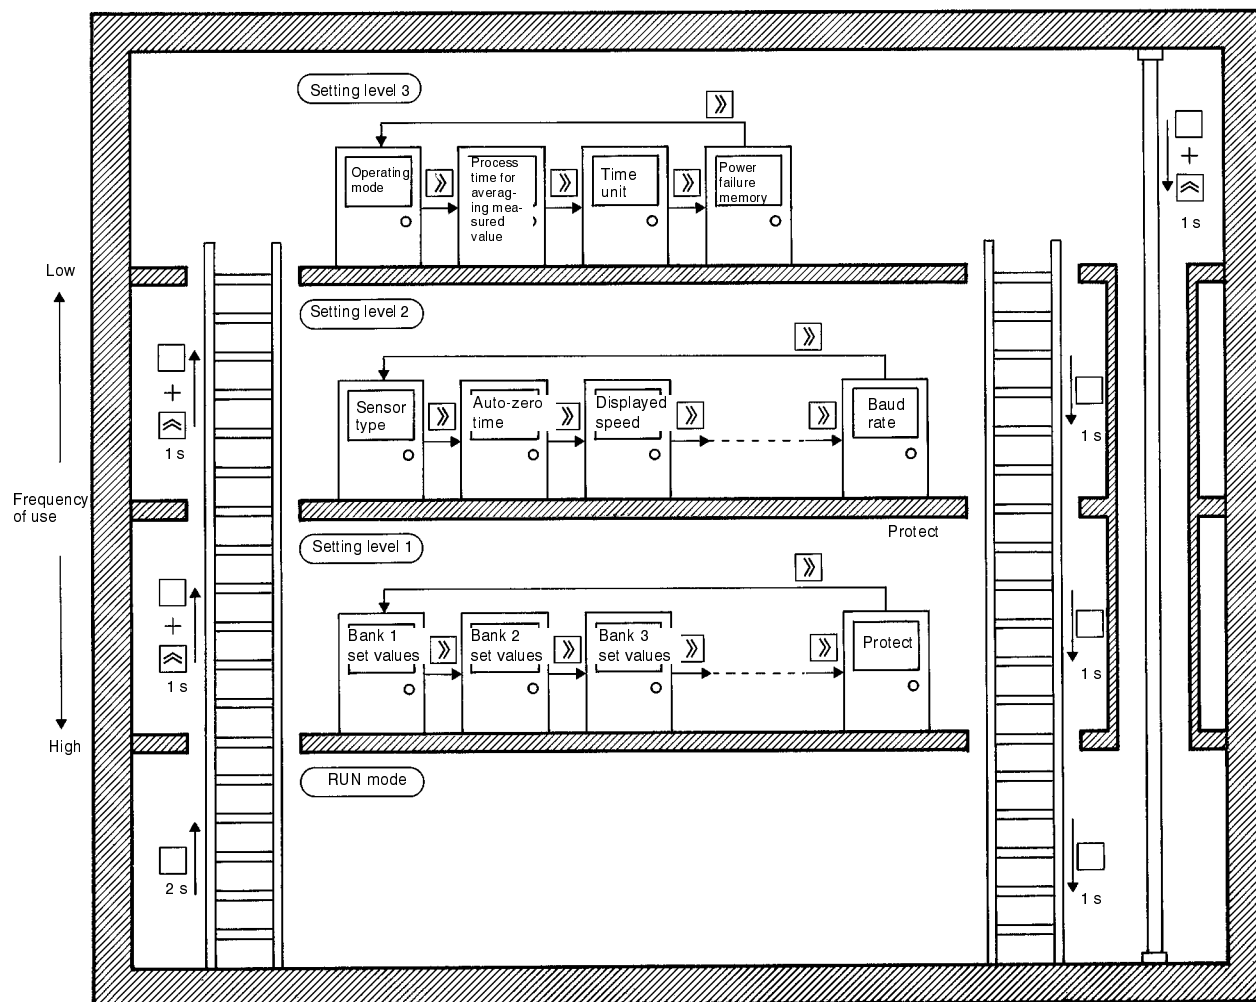 Setting level 3
Operating
mode
Process
time for
averag-
ing mea-
sured
value
Time
unit
Power
failure
memory
+
1 s
Low
Setting level 2
+
1 s
Sensor
type
Auto-zero
time
Displayed
speed
Baud
rate
1 s
Frequency
of use
Protect
Setting level 1
+
1 s
Bank 1
set values
Bank 2
set values
Bank 3
set values
Protect
1 s
High
RUN mode
2 s
1 s